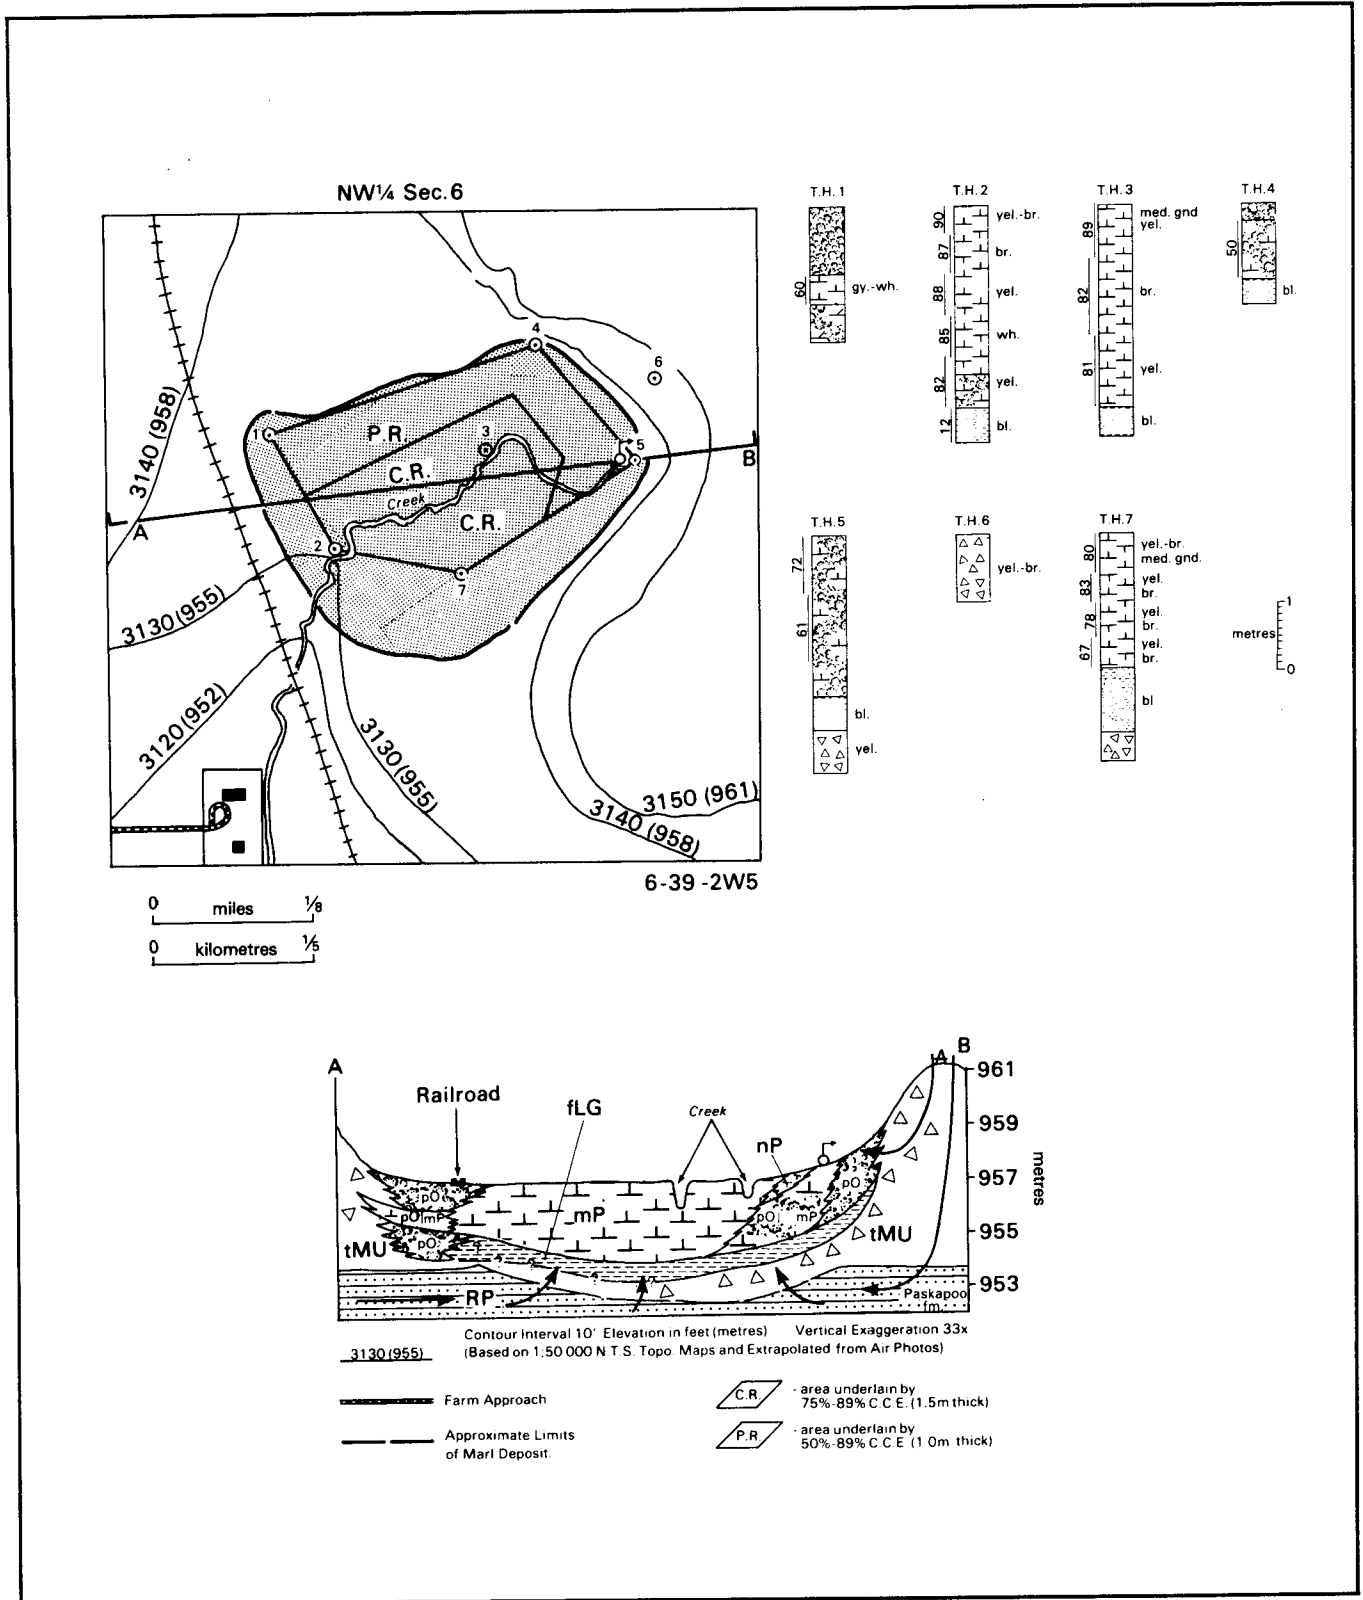 NW¼ Sec.6
4
6
1
P.R.
3
5
C.R.
B
Creek
A
C.R.
2
7
3140 (958)
3130 (955)
3120 (952)
3130 (955)
3150 (961)
3140 (958)
6-39-2W5
0 miles ⅛
0 kilometres ⅕
T.H. 1
60
gy.-wh.
T.H. 2
90
yel.-br.
87
br.
88
yel.
85
wh.
82
yel.
12
bl.
T.H. 3
89
med. gnd
yel.
82
br.
81
yel.
bl.
T.H. 4
50
bl.
T.H. 5
72
61
bl.
yel.
T.H. 6
yel.-br.
T.H. 7
80
yel.-br.
med. gnd.
83
yel.
br.
78
yel.
br.
67
yel.
br.
bl
1
metres
0
A
A B
Railroad
fLG
Creek
nP
961
959
957
955
953
metres
pO
pO mP
pO
mP
pO mP
pO
tMU
tMU
RP
Paskapoo
fm.
Contour Interval 10' Elevation in feet (metres) Vertical Exaggeration 33x
3130 (955) (Based on 1:50 000 N.T.S. Topo. Maps and Extrapolated from Air Photos)
Farm Approach
Approximate Limits
of Marl Deposit.
C.R. - area underlain by
75%-89% C.C.E. (1.5m thick)
P.R. - area underlain by
50%-89% C.C.E (1 0m thick)